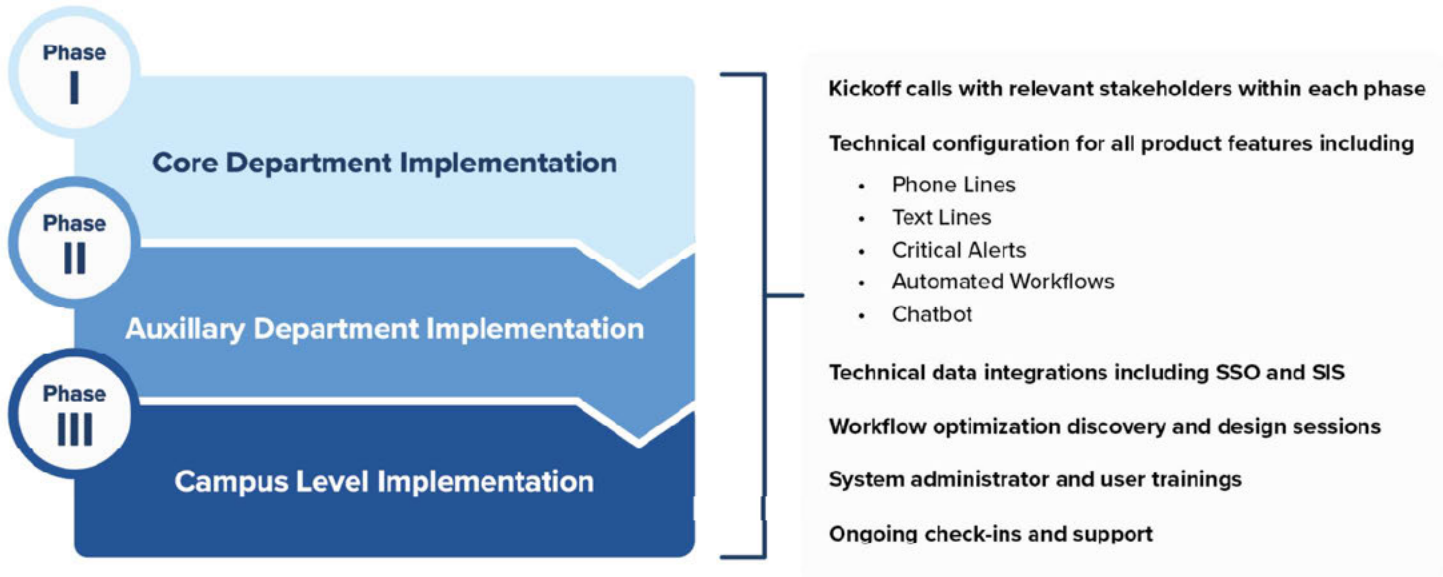 Phase
I
Core Department Implementation
Phase
II
Auxillary Department Implementation
Phase
III
Campus Level Implementation
Kickoff calls with relevant stakeholders within each phase
Technical configuration for all product features including
• Phone Lines
• Text Lines
• Critical Alerts
• Automated Workflows
• Chatbot
Technical data integrations including SSO and SIS
Workflow optimization discovery and design sessions
System administrator and user trainings
Ongoing check-ins and support